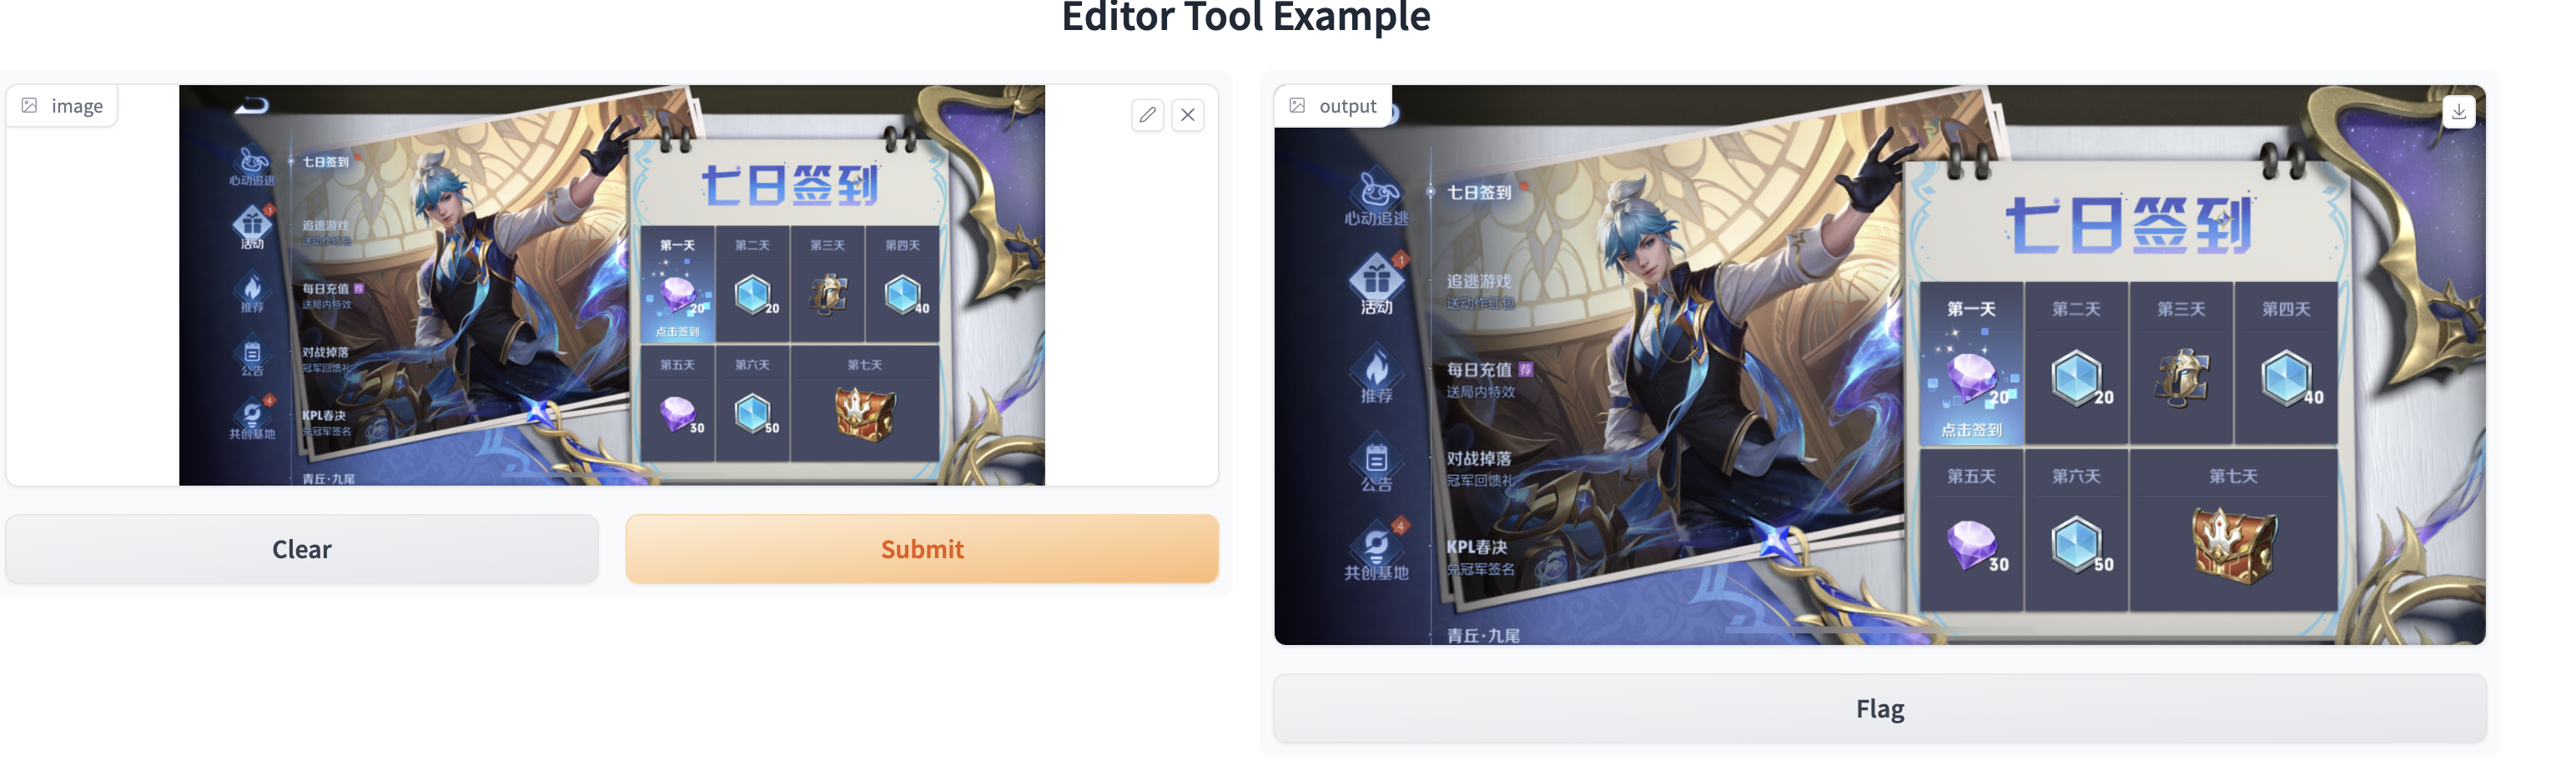 Editor Tool Example
image
七日签到
心动追逃
1
活动
追逃游戏
送动作红包
推荐
每日充值 荐
送局内特效
公告
对战掉落
冠军回馈礼
4
共创基地
KPL春决
兑冠军签名
青丘·九尾
七日签到
第一天
第二天
第三天
第四天
20
20
40
点击签到
第五天
第六天
第七天
30
50
Clear
Submit
output
七日签到
心动追逃
1
活动
追逃游戏
送动作红包
推荐
每日充值 荐
送局内特效
公告
对战掉落
冠军回馈礼
4
共创基地
KPL春决
兑冠军签名
青丘·九尾
七日签到
第一天
第二天
第三天
第四天
20
20
40
点击签到
第五天
第六天
第七天
30
50
Flag